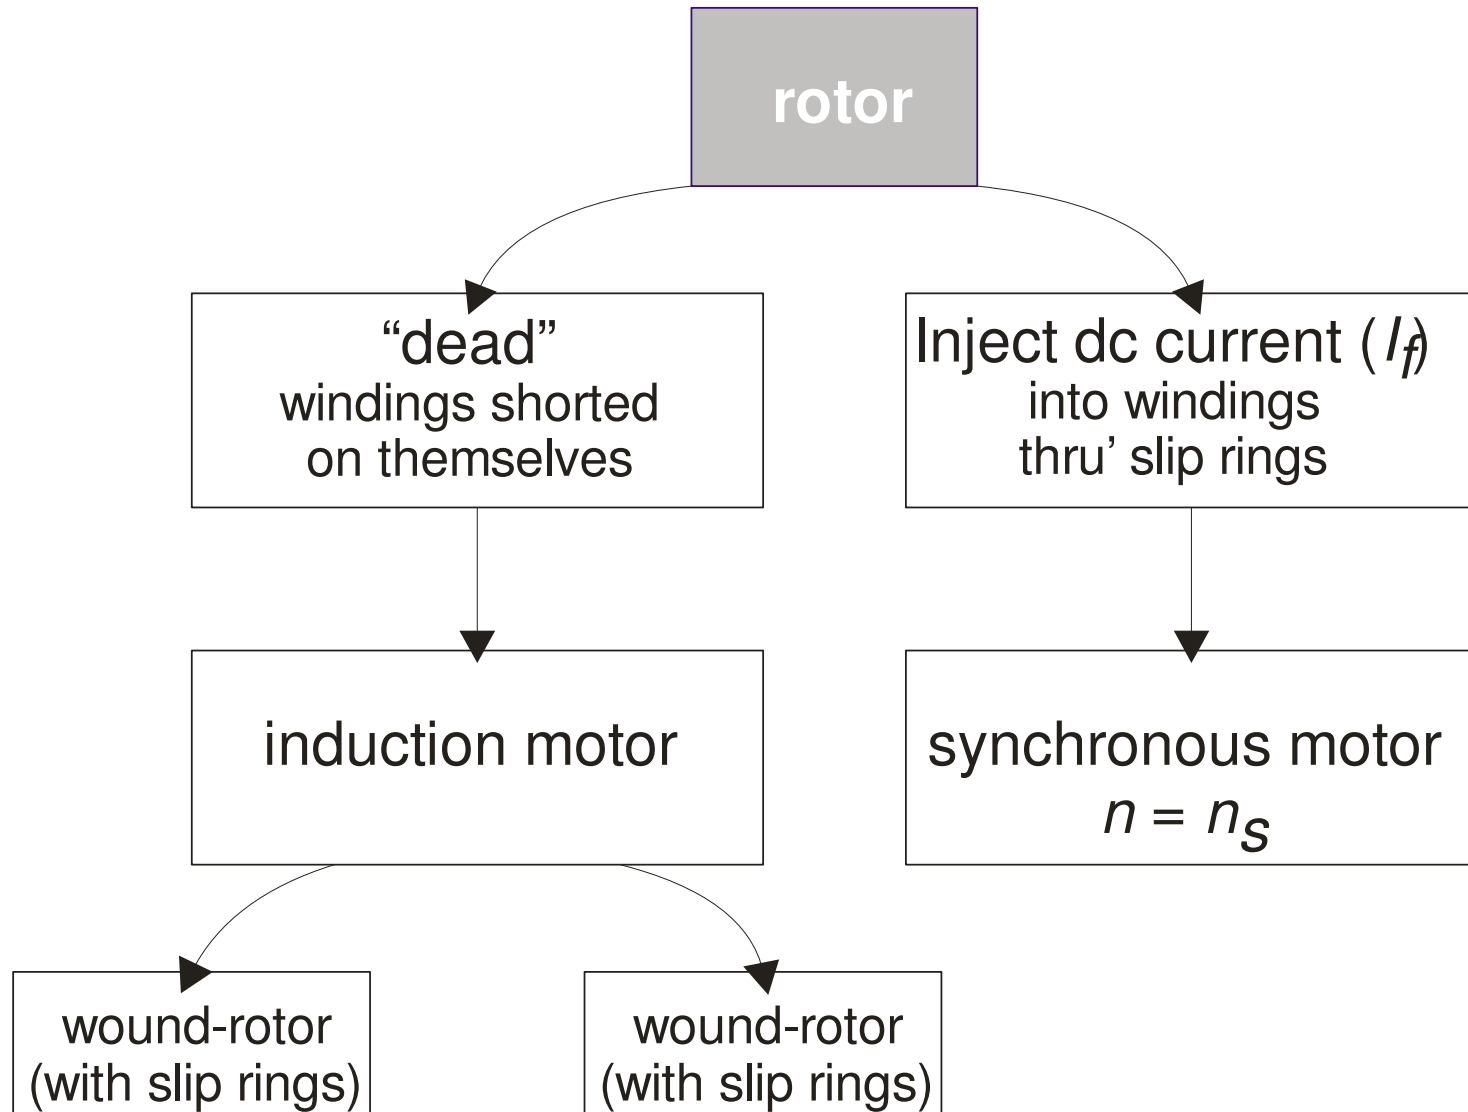 rotor
“dead”
windings shorted
on themselves
Inject dc current (If)
into windings
thru’ slip rings
induction motor
synchronous motor
n = ns
wound-rotor
(with slip rings)
wound-rotor
(with slip rings)